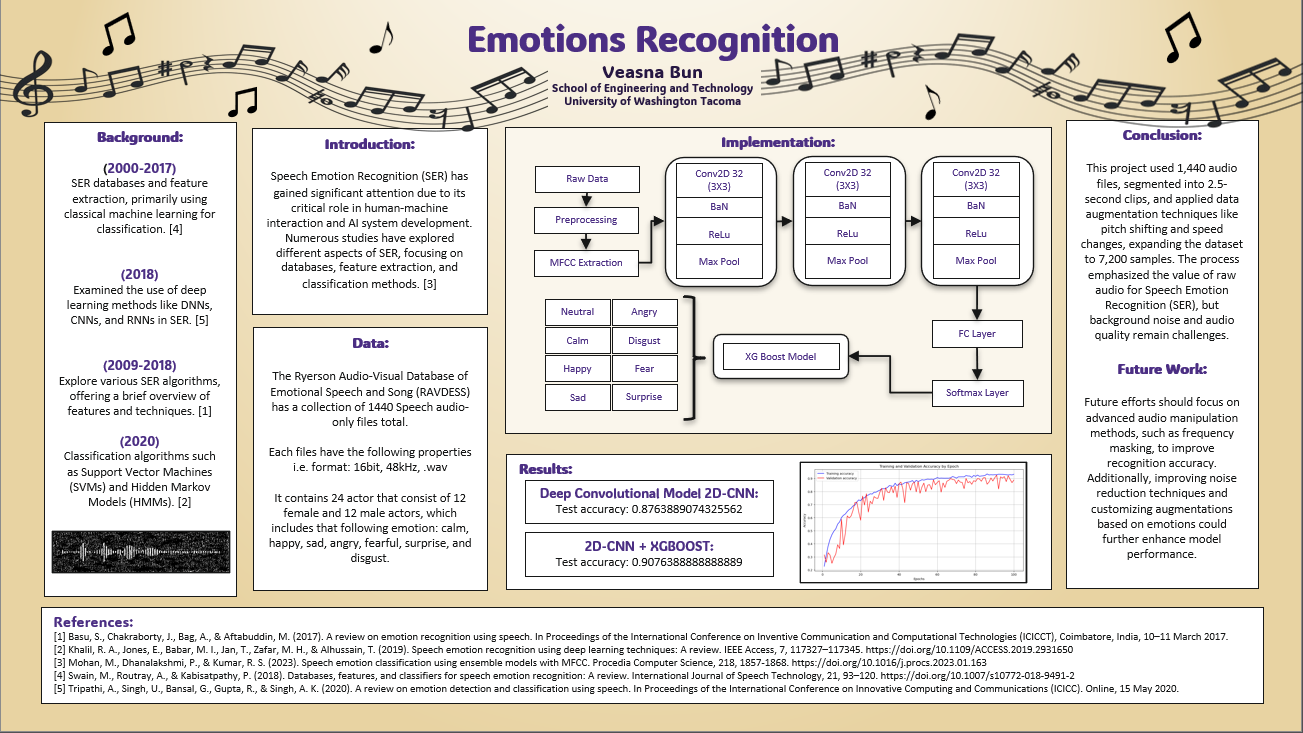 Emotions Recognition
Veasna Bun
School of Engineering and Technology
University of Washington Tacoma
Background:
(2000-2017)
SER databases and feature
extraction, primarily using
classical machine learning for
classification. [4]
(2018)
Examined the use of deep
learning methods like DNNs,
CNNs, and RNNs in SER. [5]
(2009-2018)
Explore various SER algorithms,
offering a brief overview of
features and techniques. [1]
(2020)
Classification algorithms such
as Support Vector Machines
(SVMs) and Hidden Markov
Models (HMMs). [2]
Introduction:
Speech Emotion Recognition (SER) has
gained significant attention due to its
critical role in human-machine
interaction and AI system development.
Numerous studies have explored
different aspects of SER, focusing on
databases, feature extraction, and
classification methods. [3]
Data:
The Ryerson Audio-Visual Database of
Emotional Speech and Song (RAVDESS)
has a collection of 1440 Speech audio-
only files total.
Each files have the following properties
i.e. format: 16bit, 48kHz, .wav
It contains 24 actor that consist of 12
female and 12 male actors, which
includes that following emotion: calm,
happy, sad, angry, fearful, surprise, and
disgust.
Implementation:
Raw Data
Preprocessing
MFCC Extraction
Conv2D 32
(3X3)
BaN
ReLu
Max Pool
Conv2D 32
(3X3)
BaN
ReLu
Max Pool
Conv2D 32
(3X3)
BaN
ReLu
Max Pool
FC Layer
Softmax Layer
XG Boost Model
Neutral
Angry
Calm
Disgust
Happy
Fear
Sad
Surprise
Results:
Deep Convolutional Model 2D-CNN:
Test accuracy: 0.8763889074325562
2D-CNN + XGBOOST:
Test accuracy: 0.9076388888888889
Training and Validation Accuracy by Epoch
Training accuracy
Validation accuracy
Accuracy
Epochs
Conclusion:
This project used 1,440 audio
files, segmented into 2.5-
second clips, and applied data
augmentation techniques like
pitch shifting and speed
changes, expanding the dataset
to 7,200 samples. The process
emphasized the value of raw
audio for Speech Emotion
Recognition (SER), but
background noise and audio
quality remain challenges.
Future Work:
Future efforts should focus on
advanced audio manipulation
methods, such as frequency
masking, to improve
recognition accuracy.
Additionally, improving noise
reduction techniques and
customizing augmentations
based on emotions could
further enhance model
performance.
References:
[1] Basu, S., Chakraborty, J., Bag, A., & Aftabuddin, M. (2017). A review on emotion recognition using speech. In Proceedings of the International Conference on Inventive Communication and Computational Technologies (ICICCT), Coimbatore, India, 10–11 March 2017.
[2] Khalil, R. A., Jones, E., Babar, M. I., Jan, T., Zafar, M. H., & Alhussain, T. (2019). Speech emotion recognition using deep learning techniques: A review. IEEE Access, 7, 117327–117345. https://doi.org/10.1109/ACCESS.2019.2931650
[3] Mohan, M., Dhanalakshmi, P., & Kumar, R. S. (2023). Speech emotion classification using ensemble models with MFCC. Procedia Computer Science, 218, 1857-1868. https://doi.org/10.1016/j.procs.2023.01.163
[4] Swain, M., Routray, A., & Kabisatpathy, P. (2018). Databases, features, and classifiers for speech emotion recognition: A review. International Journal of Speech Technology, 21, 93–120. https://doi.org/10.1007/s10772-018-9491-2
[5] Tripathi, A., Singh, U., Bansal, G., Gupta, R., & Singh, A. K. (2020). A review on emotion detection and classification using speech. In Proceedings of the International Conference on Innovative Computing and Communications (ICICC). Online, 15 May 2020.